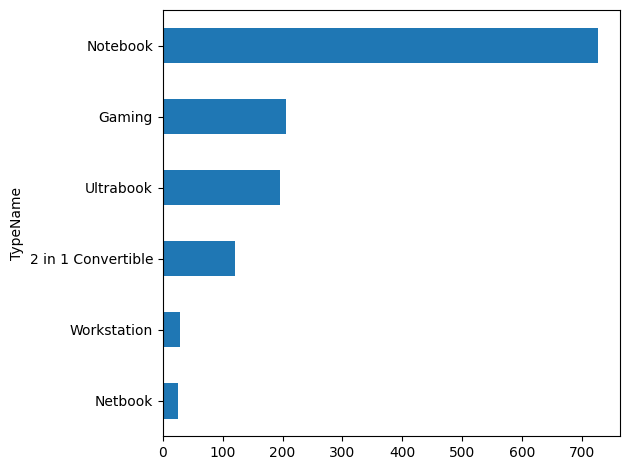 Notebook
Gaming
Ultrabook
2 in 1 Convertible
Workstation
Netbook
TypeName
0 100 200 300 400 500 600 700